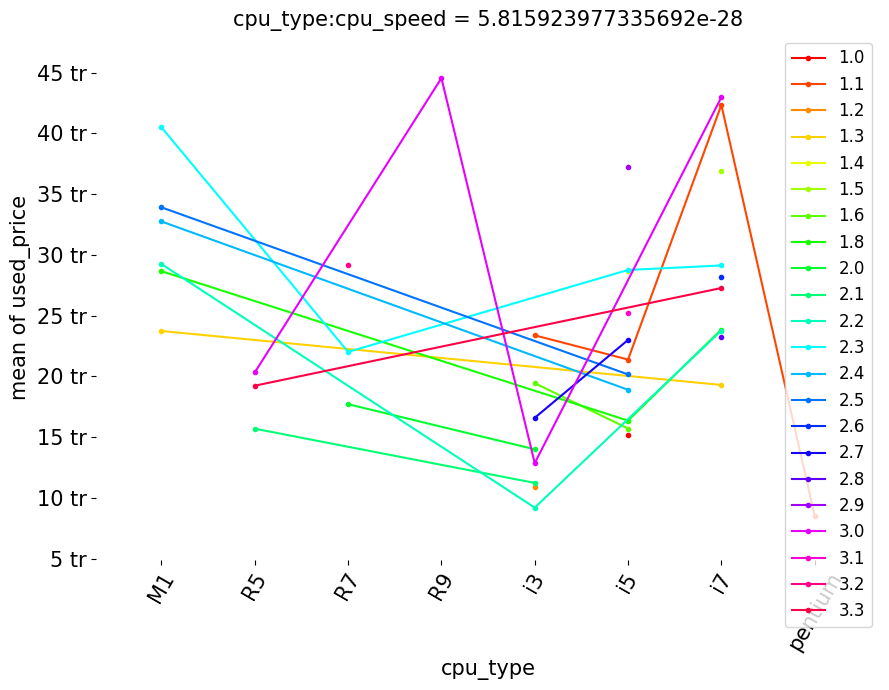 cpu_type:cpu_speed = 5.815923977335692e-28
mean of used_price
45 tr
40 tr
35 tr
30 tr
25 tr
20 tr
15 tr
10 tr
5 tr
M1
R5
R7
R9
i3
i5
i7
pentium
cpu_type
1.0
1.1
1.2
1.3
1.4
1.5
1.6
1.8
2.0
2.1
2.2
2.3
2.4
2.5
2.6
2.7
2.8
2.9
3.0
3.1
3.2
3.3